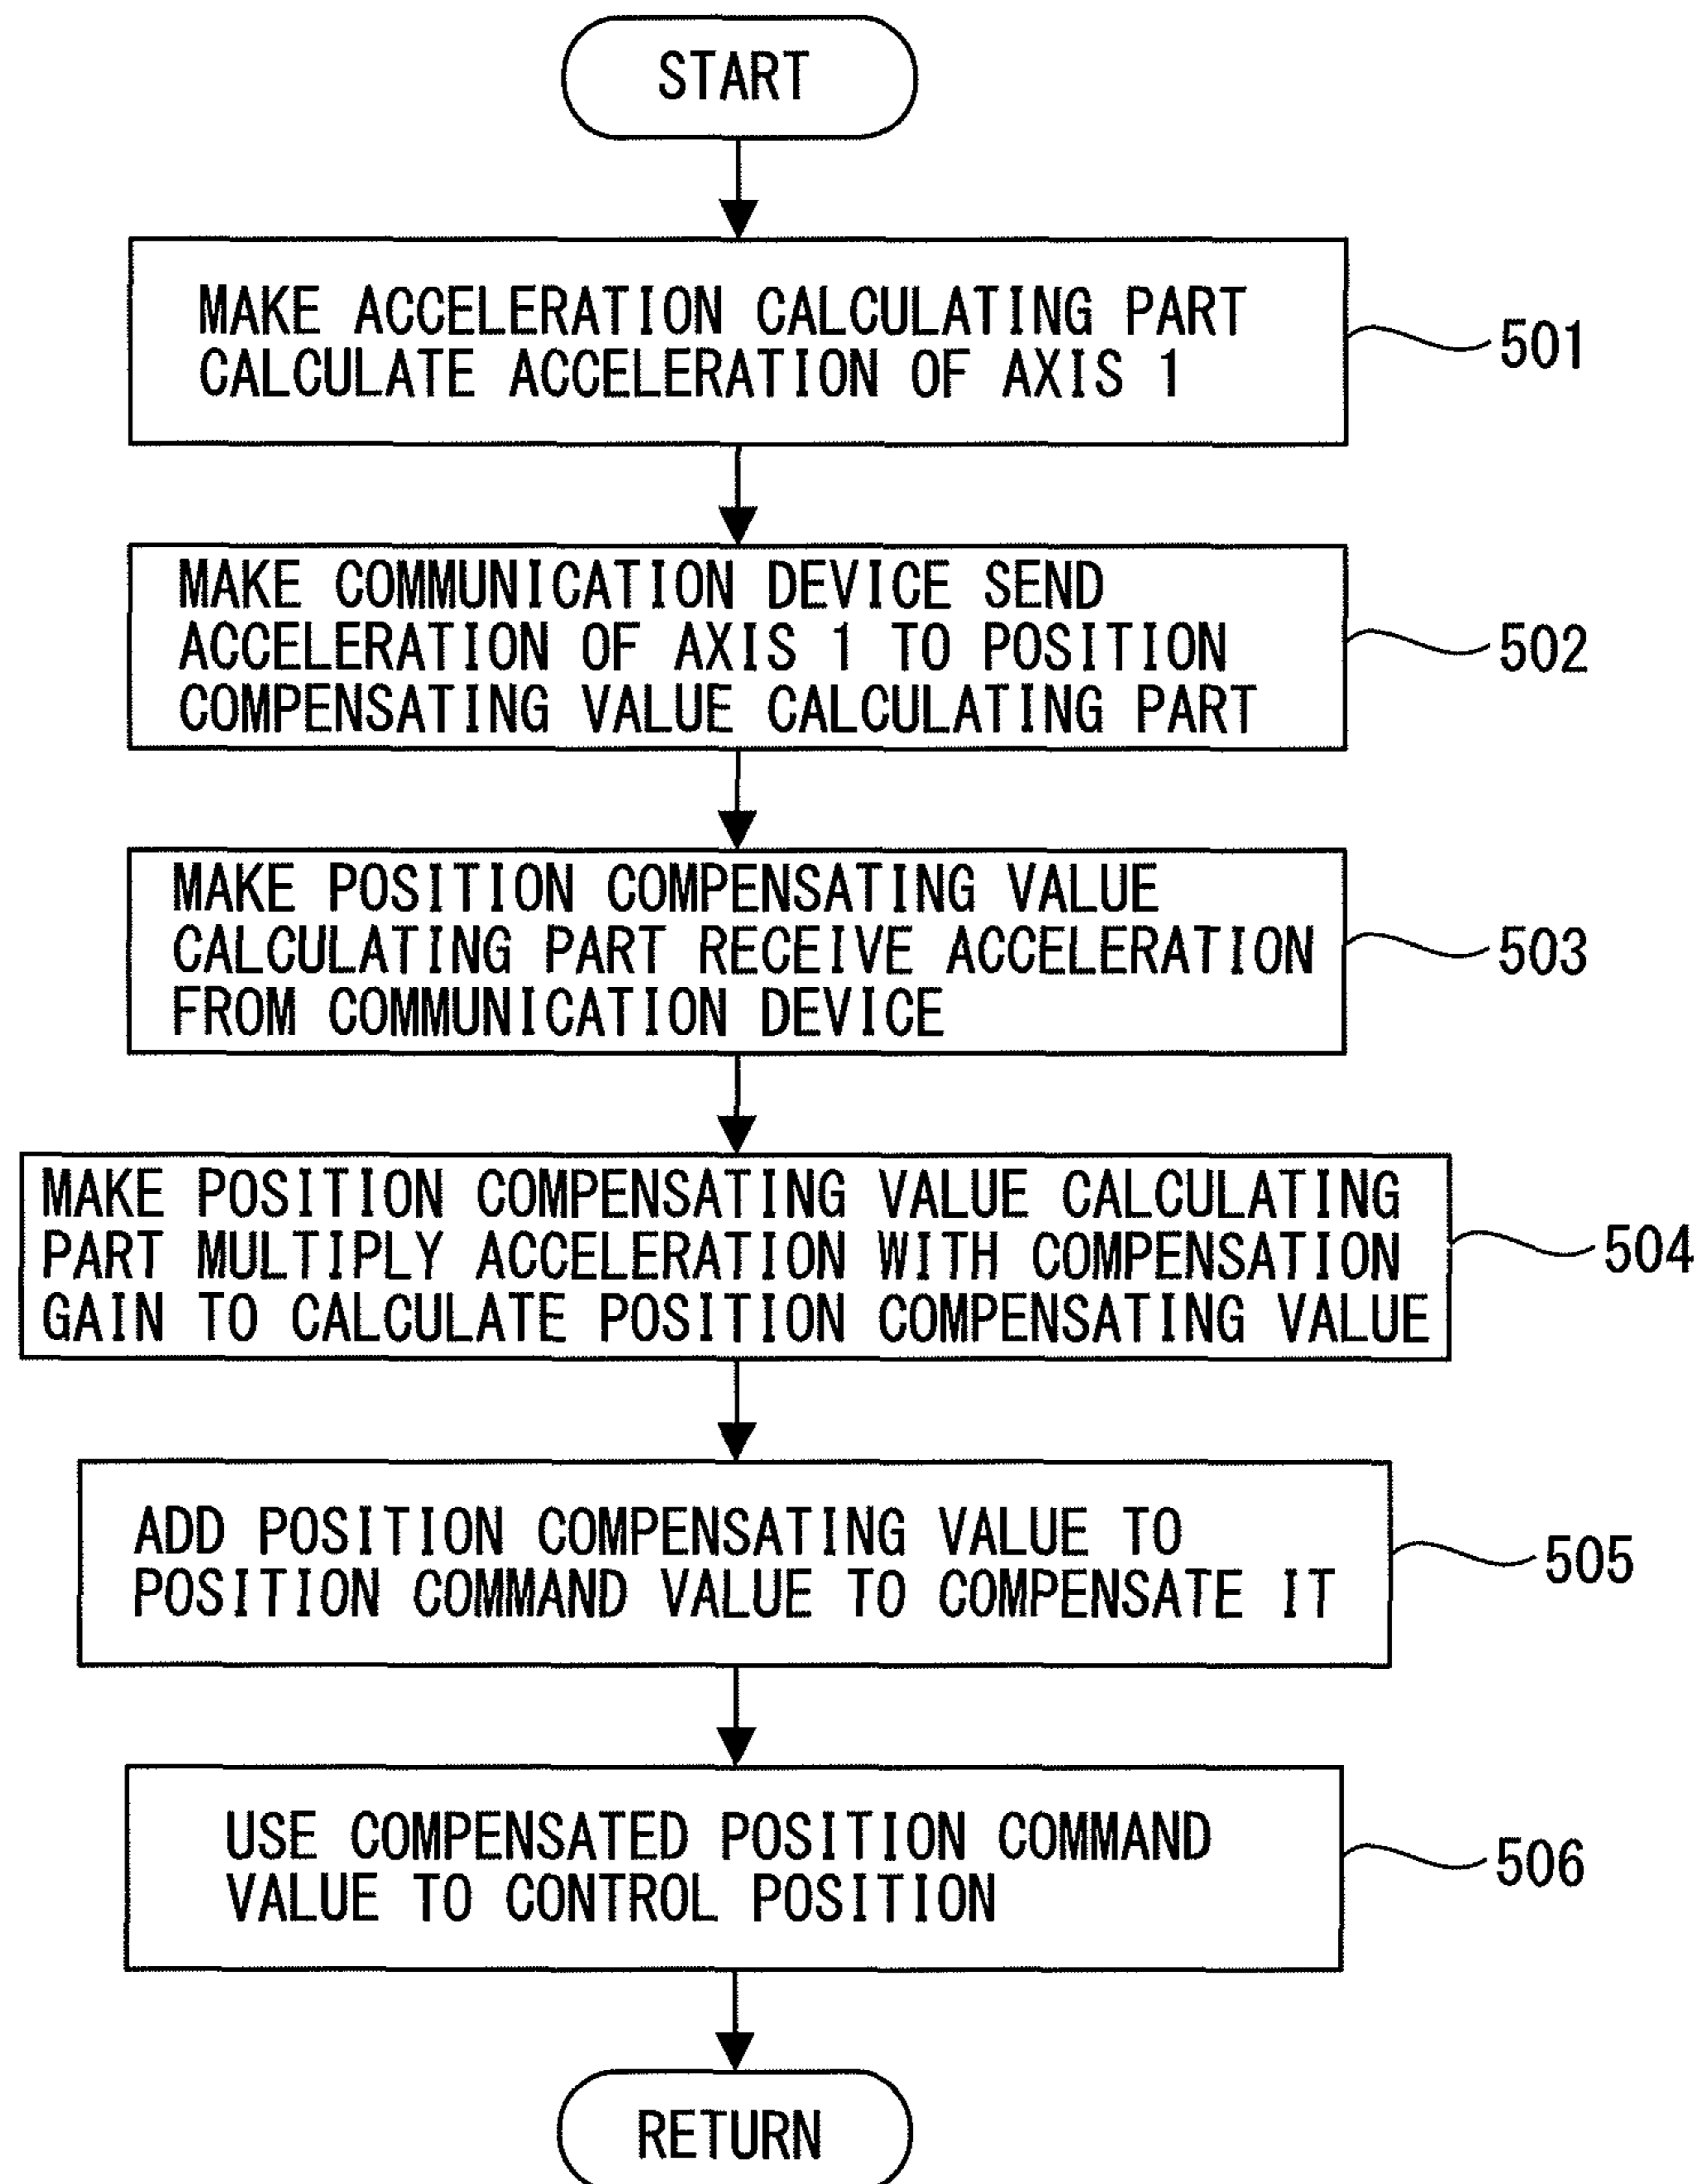 START
MAKE ACCELERATION CALCULATING PART
CALCULATE ACCELERATION OF AXIS 1
501
MAKE COMMUNICATION DEVICE SEND
ACCELERATION OF AXIS 1 TO POSITION
COMPENSATING VALUE CALCULATING PART
502
MAKE POSITION COMPENSATING VALUE
CALCULATING PART RECEIVE ACCELERATION
FROM COMMUNICATION DEVICE
503
MAKE POSITION COMPENSATING VALUE CALCULATING
PART MULTIPLY ACCELERATION WITH COMPENSATION
GAIN TO CALCULATE POSITION COMPENSATING VALUE
504
ADD POSITION COMPENSATING VALUE TO
POSITION COMMAND VALUE TO COMPENSATE IT
505
USE COMPENSATED POSITION COMMAND
VALUE TO CONTROL POSITION
506
RETURN